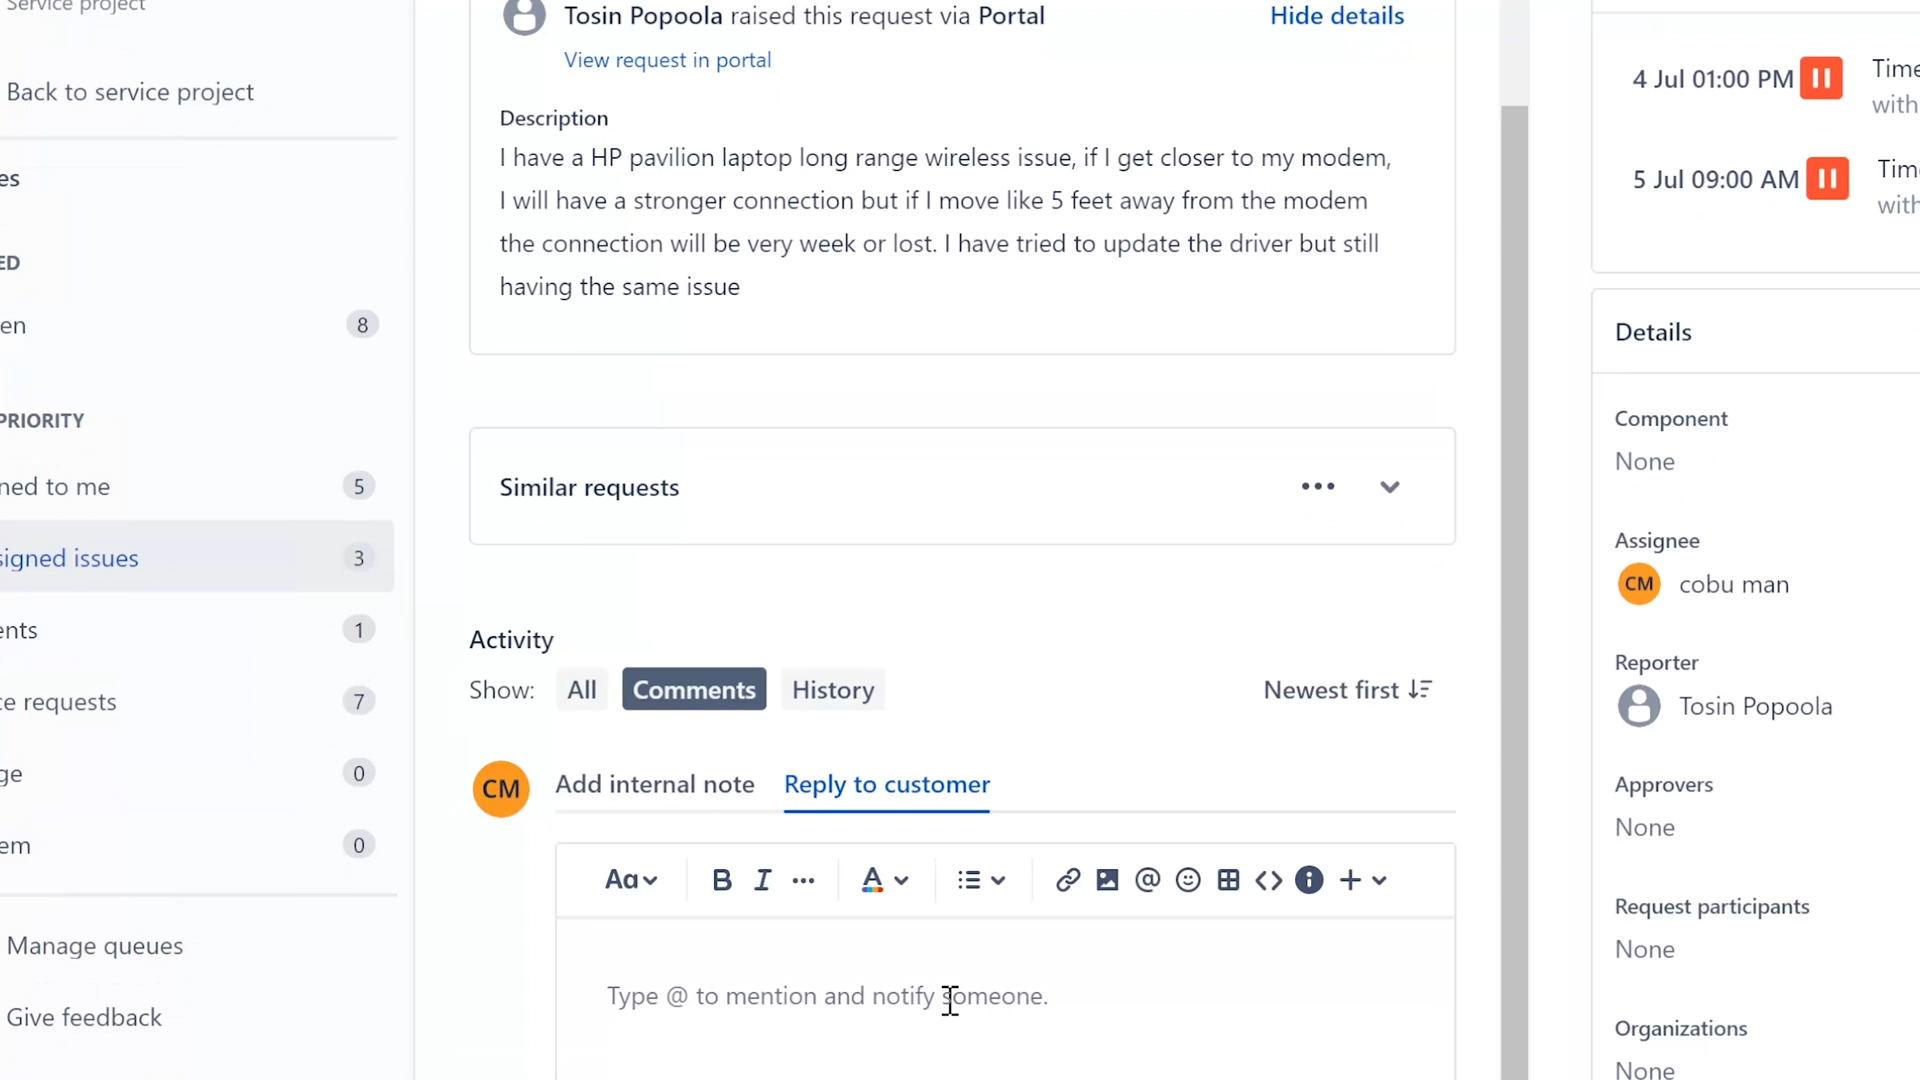 Service project
Back to service project
es
ED
en 8
PRIORITY
ned to me 5
signed issues 3
ents 1
ce requests 7
ge 0
em 0
Manage queues
Give feedback
Tosin Popoola raised this request via Portal Hide details
View request in portal
Description
I have a HP pavilion laptop long range wireless issue, if I get closer to my modem,
I will have a stronger connection but if I move like 5 feet away from the modem
the connection will be very week or lost. I have tried to update the driver but still
having the same issue
Similar requests
Activity
Show: All Comments History Newest first
CM Add internal note Reply to customer
Aa B I A @
Type @ to mention and notify someone.
4 Jul 01:00 PM Time
with
5 Jul 09:00 AM Tim
with
Details
Component
None
Assignee
CM cobu man
Reporter
Tosin Popoola
Approvers
None
Request participants
None
Organizations
None